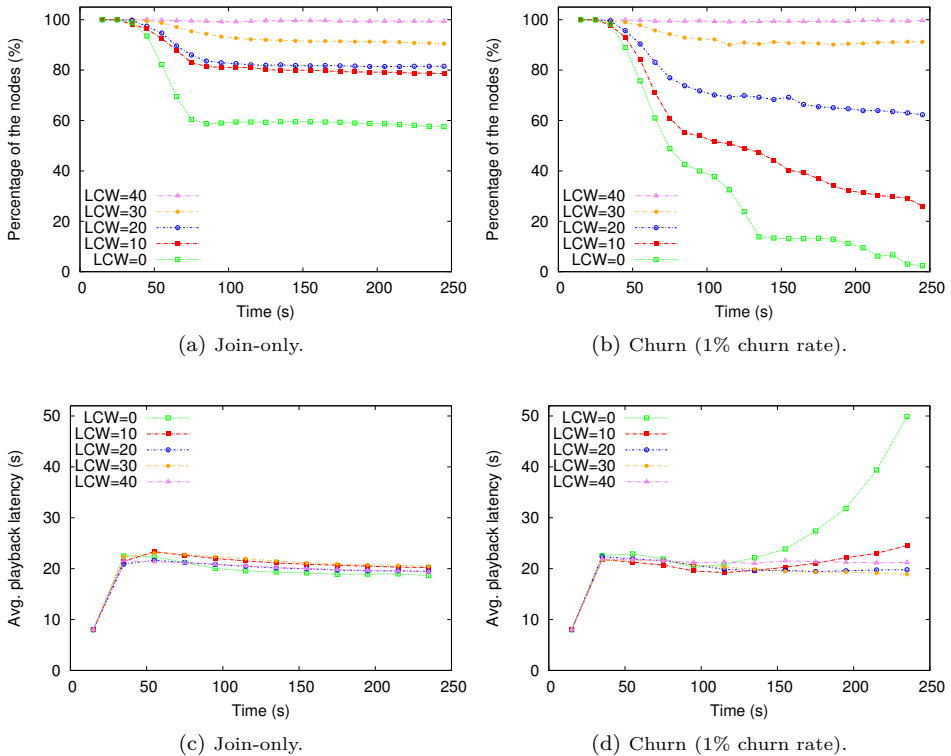 100
80
60
40
20
0
Percentage of the nodes (%)
LCW=40
LCW=30
LCW=20
LCW=10
LCW=0
0 50 100 150 200 250
Time (s)
(a) Join-only.
100
80
60
40
20
0
Percentage of the nodes (%)
LCW=40
LCW=30
LCW=20
LCW=10
LCW=0
0 50 100 150 200 250
Time (s)
(b) Churn (1% churn rate).
50
40
30
20
10
0
Avg. playback latency (s)
LCW=0
LCW=10
LCW=20
LCW=30
LCW=40
0 50 100 150 200 250
Time (s)
(c) Join-only.
50
40
30
20
10
0
Avg. playback latency (s)
LCW=0
LCW=10
LCW=20
LCW=30
LCW=40
0 50 100 150 200 250
Time (s)
(d) Churn (1% churn rate).